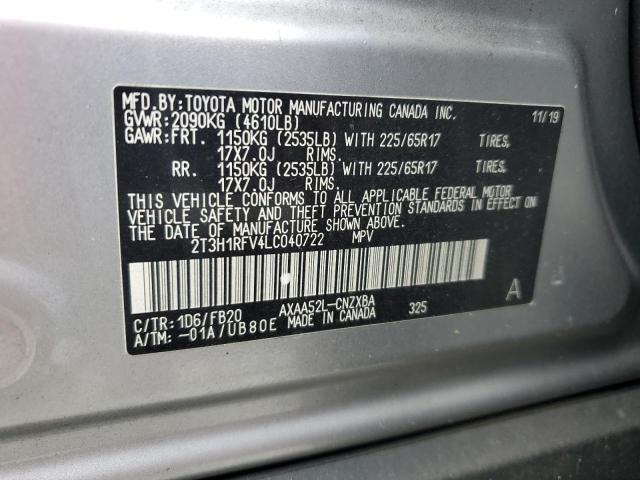 MFD.BY:TOYOTA MOTOR MANUFACTURING CANADA INC. 11/19
GVWR:2090KG (4610LB)
GAWR:FRT. 1150KG (2535LB) WITH 225/65R17 TIRES,
17X7.0J RIMS.
RR. 1150KG (2535LB) WITH 225/65R17 TIRES,
17X7.0J RIMS.
THIS VEHICLE CONFORMS TO ALL APPLICABLE FEDERAL MOTOR
VEHICLE SAFETY AND THEFT PREVENTION STANDARDS IN EFFECT ON
THE DATE OF MANUFACTURE SHOWN ABOVE.
2T3H1RFV4LC040722 MPV
C/TR:1D6/FB20 AXAA52L-CNZXBA 325 A
A/TM:-01A/UB80E MADE IN CANADA